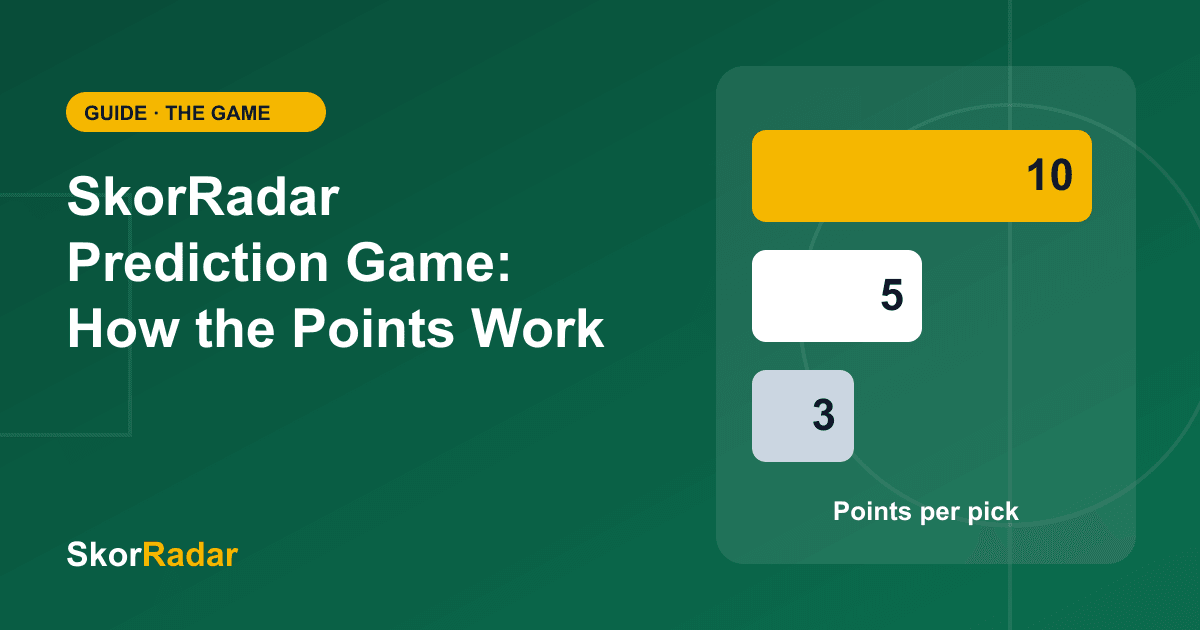 GUIDE · THE GAME
SkorRadar
Prediction Game:
How the Points Work
SkorRadar
10
5
3
Points per pick